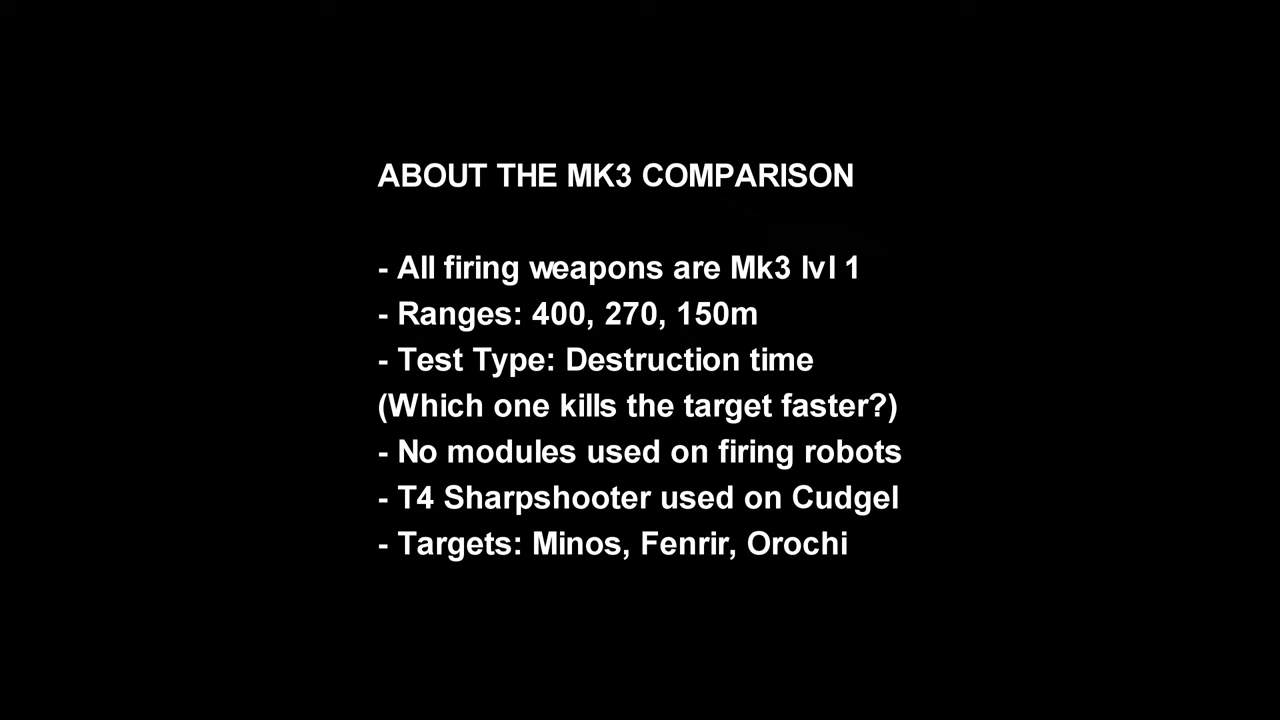 ABOUT THE MK3 COMPARISON
- All firing weapons are Mk3 lvl 1
- Ranges: 400, 270, 150m
- Test Type: Destruction time
(Which one kills the target faster?)
- No modules used on firing robots
- T4 Sharpshooter used on Cudgel
- Targets: Minos, Fenrir, Orochi